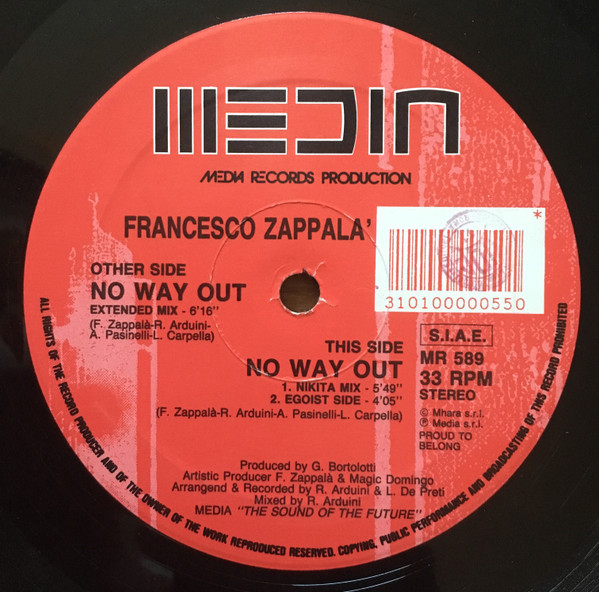 MEDIA
MEDIA RECORDS PRODUCTION
FRANCESCO ZAPPALA'
*
310100000550
OTHER SIDE
NO WAY OUT
EXTENDED MIX - 6'16"
(F. Zappalà-R. Arduini-
A. Pasinelli-L. Carpella)
THIS SIDE
NO WAY OUT
1. NIKITA MIX - 5'49"
2. EGOIST SIDE - 4'05"
(F. Zappalà-R. Arduini-A. Pasinelli-L. Carpella)
S.I.A.E.
MR 589
33 RPM
STEREO
© Mhara s.r.l.
℗ Media s.r.l.
PROUD TO
BELONG
Produced by G. Bortolotti
Artistic Producer F. Zappalà & Magic Domingo
Arrangend & Recorded by R. Arduini & L. De Preti
Mixed by R. Arduini
MEDIA "THE SOUND OF THE FUTURE"
ALL RIGHTS OF THE RECORD PRODUCER AND OF THE OWNER OF THE WORK REPRODUCED RESERVED. COPYING, PUBLIC PERFORMANCE AND BROADCASTING OF THIS RECORD PROHIBITED